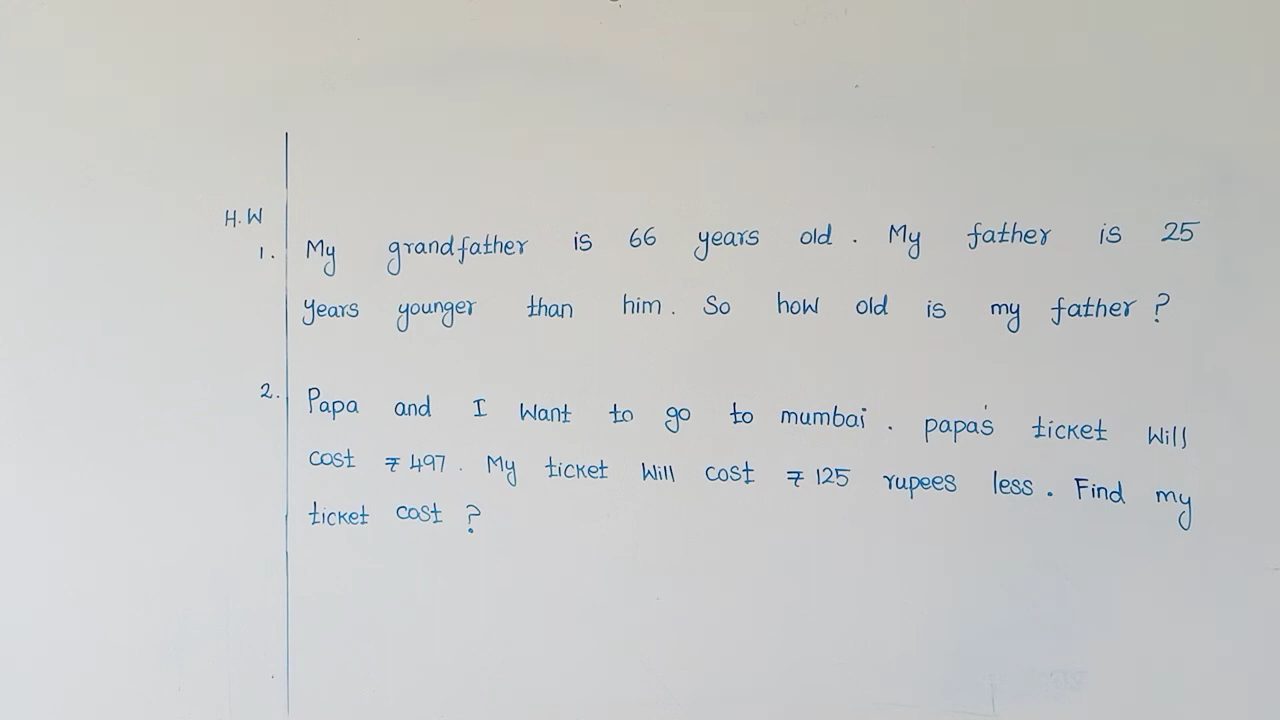 H.W
1. My grandfather is 66 years old. My father is 25
years younger than him. So how old is my father?
2. Papa and I want to go to mumbai. papa's ticket will
cost ₹497. My ticket will cost ₹125 rupees less. Find my
ticket cost?